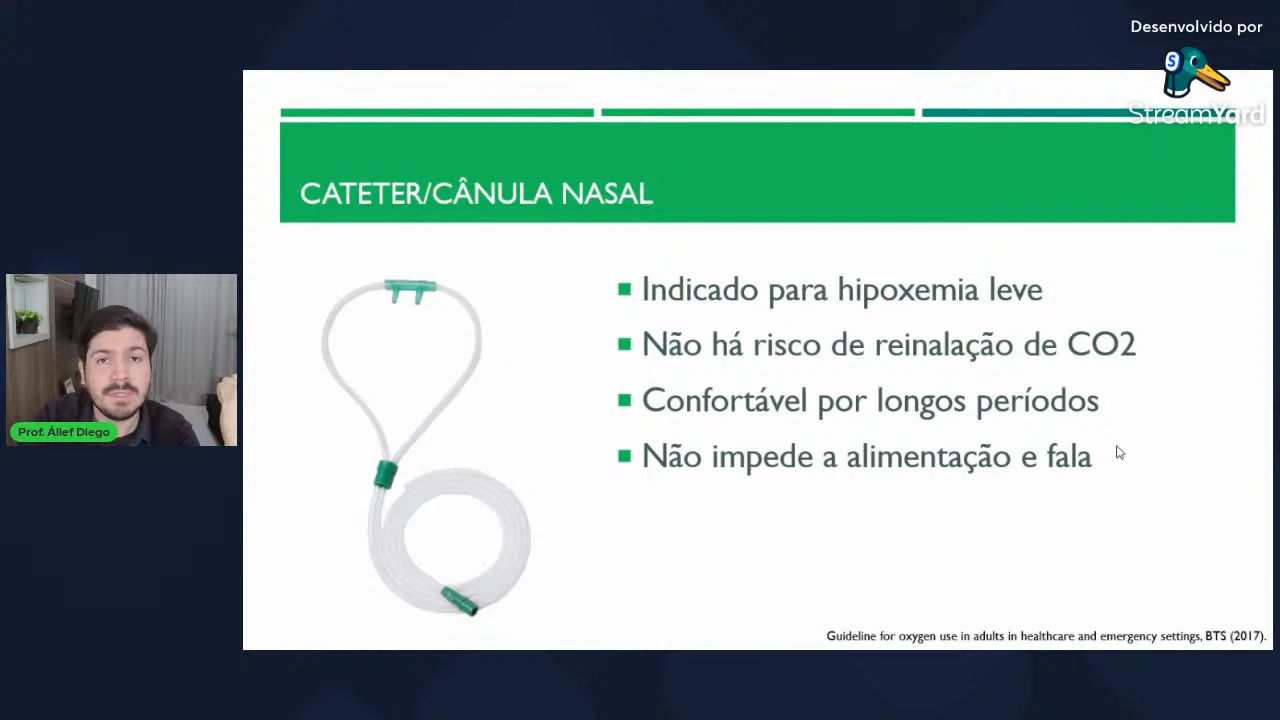 Desenvolvido por
S
StreamYard
CATETER/CÂNULA NASAL
Indicado para hipoxemia leve
Não há risco de reinalação de CO2
Confortável por longos períodos
Não impede a alimentação e fala
Prof. Állef Diego
Guideline for oxygen use in adults in healthcare and emergency settings, BTS (2017).